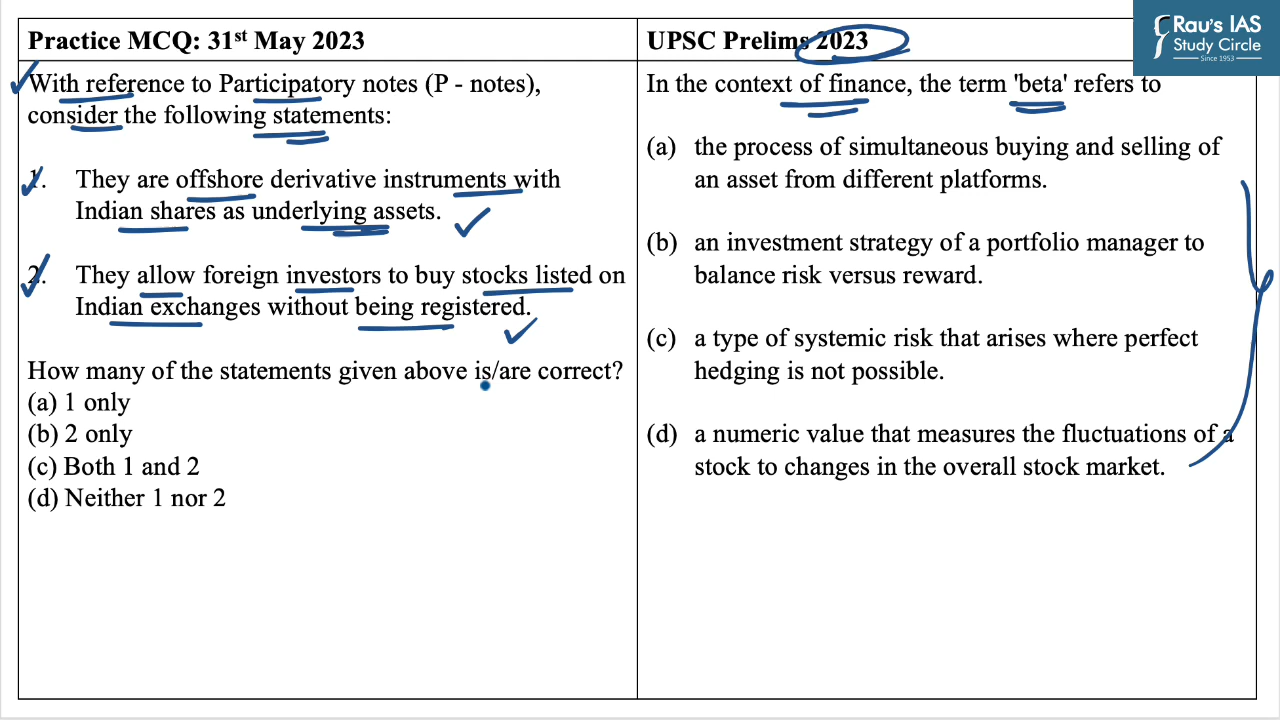 Practice MCQ: 31st May 2023
With reference to Participatory notes (P - notes),
consider the following statements:
1. They are offshore derivative instruments with
Indian shares as underlying assets.
2. They allow foreign investors to buy stocks listed on
Indian exchanges without being registered.
How many of the statements given above is/are correct?
(a) 1 only
(b) 2 only
(c) Both 1 and 2
(d) Neither 1 nor 2
UPSC Prelims 2023
In the context of finance, the term 'beta' refers to
(a) the process of simultaneous buying and selling of
an asset from different platforms.
(b) an investment strategy of a portfolio manager to
balance risk versus reward.
(c) a type of systemic risk that arises where perfect
hedging is not possible.
(d) a numeric value that measures the fluctuations of a
stock to changes in the overall stock market.
Rau's IAS
Study Circle
Since 1953